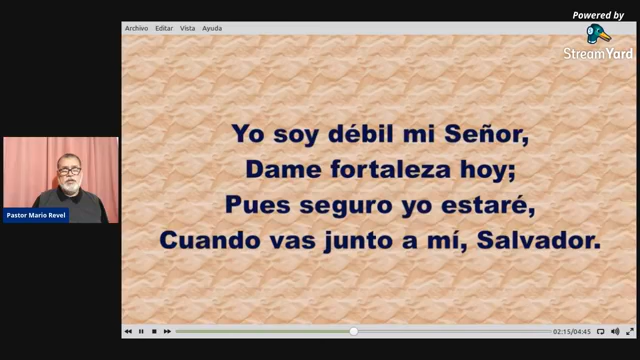 Powered by
StreamYard
Archivo Editar Vista Ayuda
Yo soy débil mi Señor,
Dame fortaleza hoy;
Pues seguro yo estaré,
Cuando vas junto a mí, Salvador.
Pastor Mario Revel
02:15/04:45